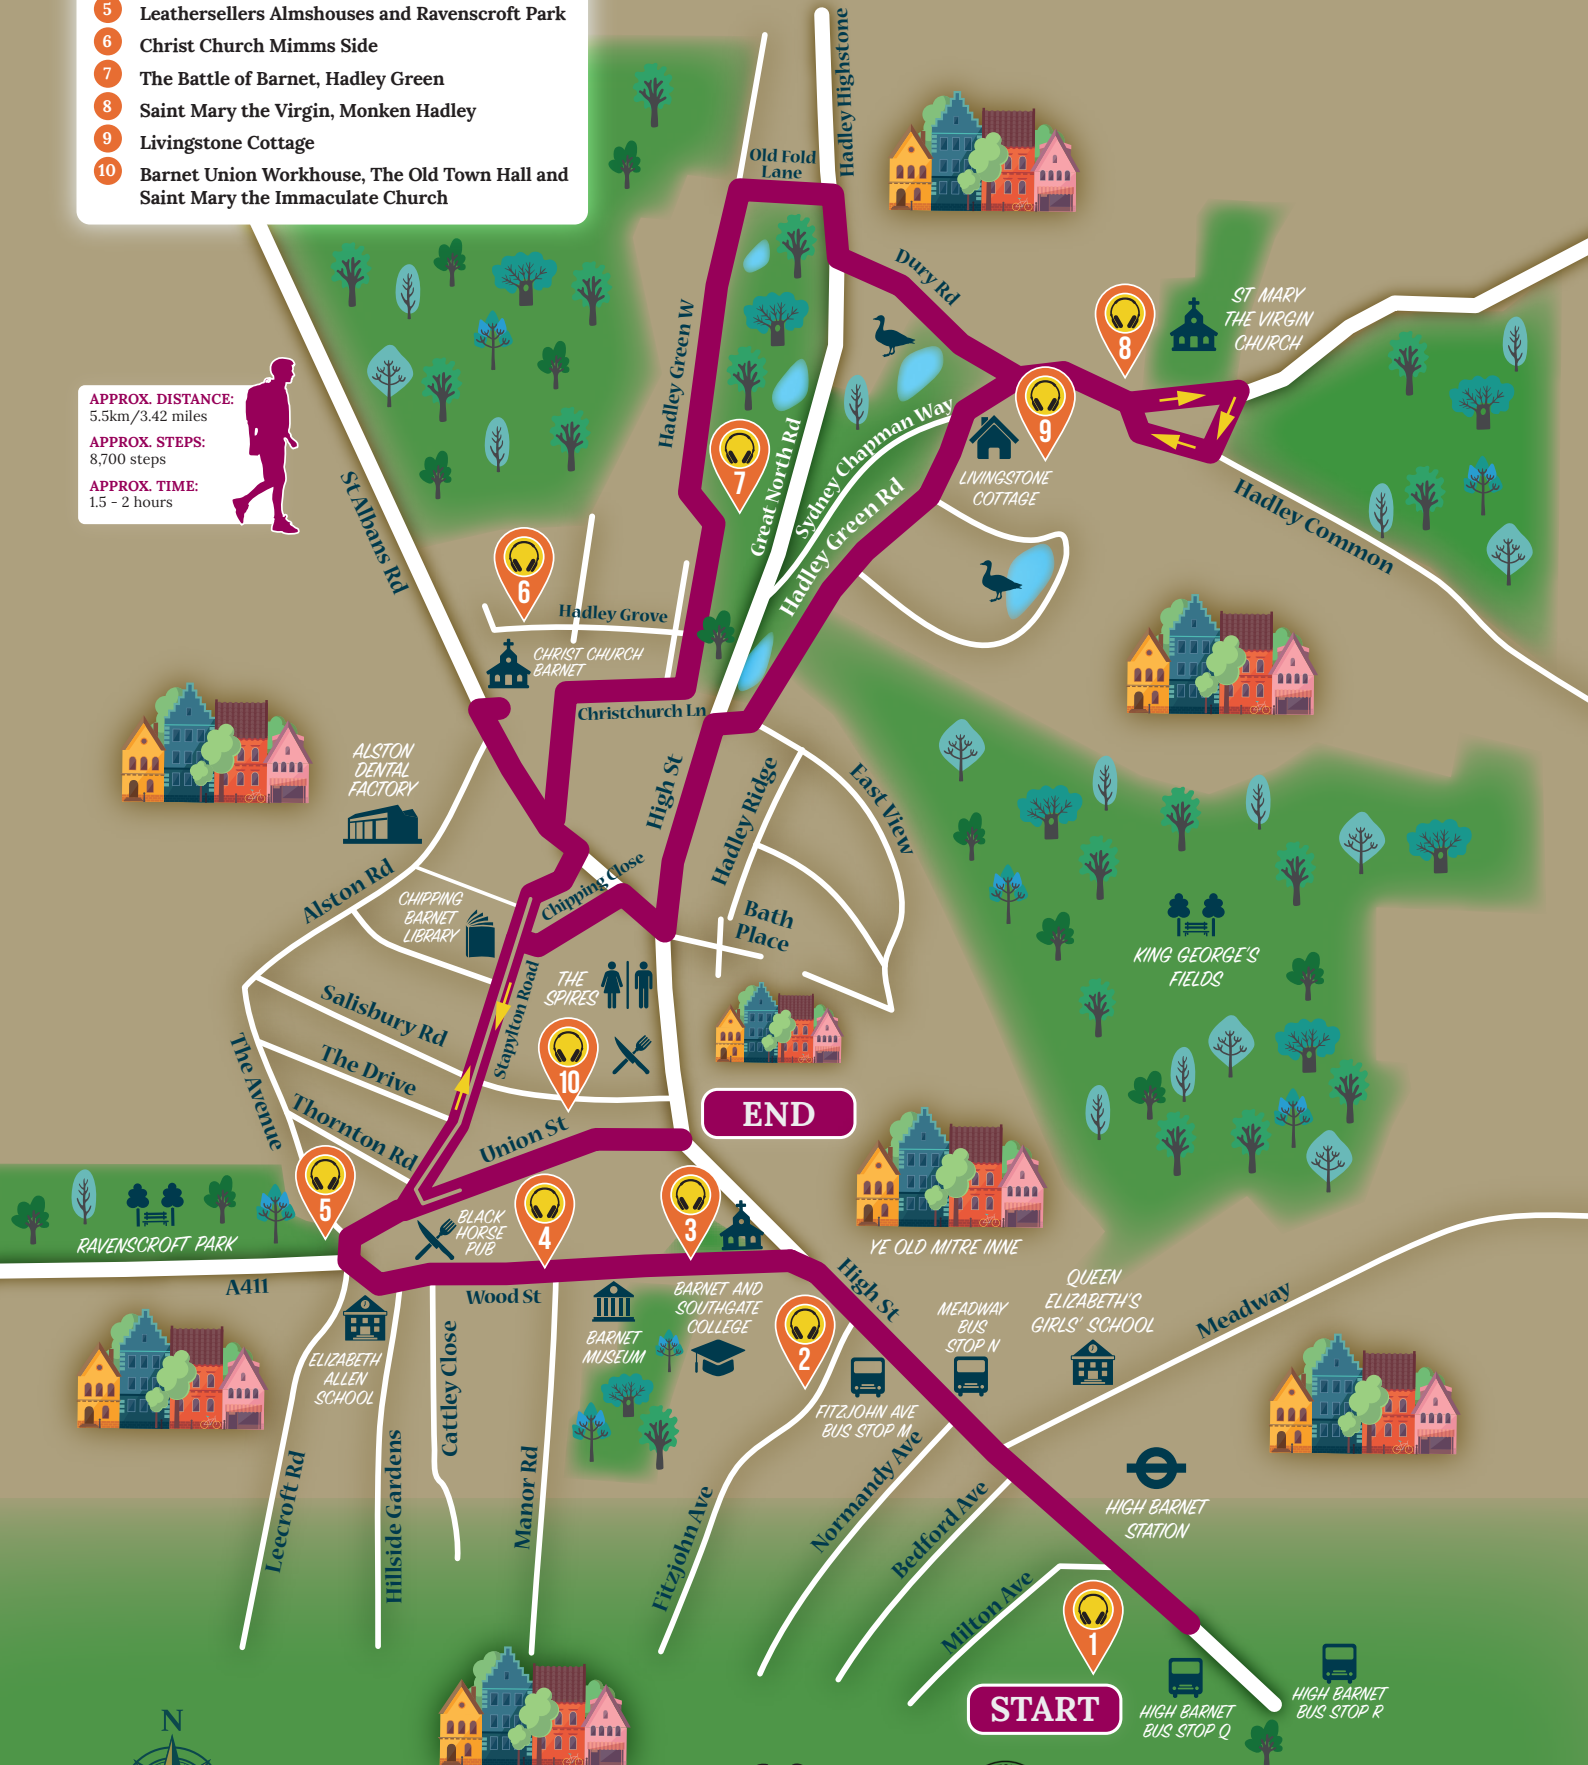 5 Leathersellers Almshouses and Ravenscroft Park
6 Christ Church Mimms Side
7 The Battle of Barnet, Hadley Green
8 Saint Mary the Virgin, Monken Hadley
9 Livingstone Cottage
10 Barnet Union Workhouse, The Old Town Hall and
Saint Mary the Immaculate Church
Hadley Highstone
Old Fold
Lane
Dury Rd
8
ST MARY
THE VIRGIN
CHURCH
Hadley Green W
APPROX. DISTANCE:
5.5km/3.42 miles
APPROX. STEPS:
8,700 steps
APPROX. TIME:
1.5 - 2 hours
St Albans Rd
7
Great North Rd
Sydney Chapman Way
Hadley Green Rd
9
LIVINGSTONE
COTTAGE
Hadley Common
6
Hadley Grove
CHRIST CHURCH
BARNET
Christchurch Ln
ALSTON
DENTAL
FACTORY
High St
Hadley Ridge
East View
Alston Rd
Chipping Close
CHIPPING
BARNET
LIBRARY
Bath
Place
KING GEORGE'S
FIELDS
THE
SPIRES
Stapylton Road
Salisbury Rd
The Avenue
The Drive
10
Thornton Rd
Union St
END
5
RAVENSCROFT PARK
BLACK
HORSE
PUB
4
3
YE OLD MITRE INNE
A411
Wood St
High St
BARNET AND
SOUTHGATE
COLLEGE
BARNET
MUSEUM
2
MEADWAY
BUS
STOP N
QUEEN
ELIZABETH'S
GIRLS' SCHOOL
Meadway
ELIZABETH
ALLEN
SCHOOL
Cattley Close
FITZJOHN AVE
BUS STOP M
Leecroft Rd
Hillside Gardens
Manor Rd
Fitzjohn Ave
Normandy Ave
Bedford Ave
HIGH BARNET
STATION
Milton Ave
1
START
HIGH BARNET
BUS STOP Q
HIGH BARNET
BUS STOP R
N